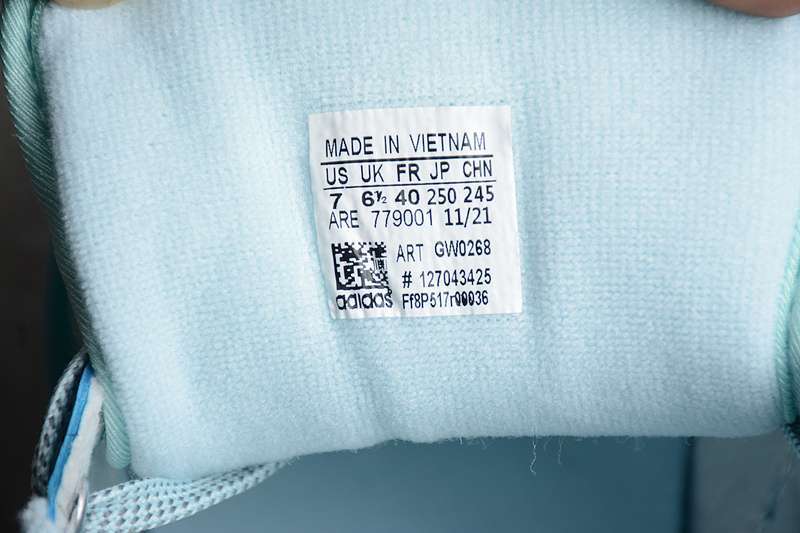 MADE IN VIETNAM
US UK FR JP CHN
7 6½ 40 250 245
ARE 779001 11/21
ART GW0268
# 127043425
adidas Ff8P517r00036